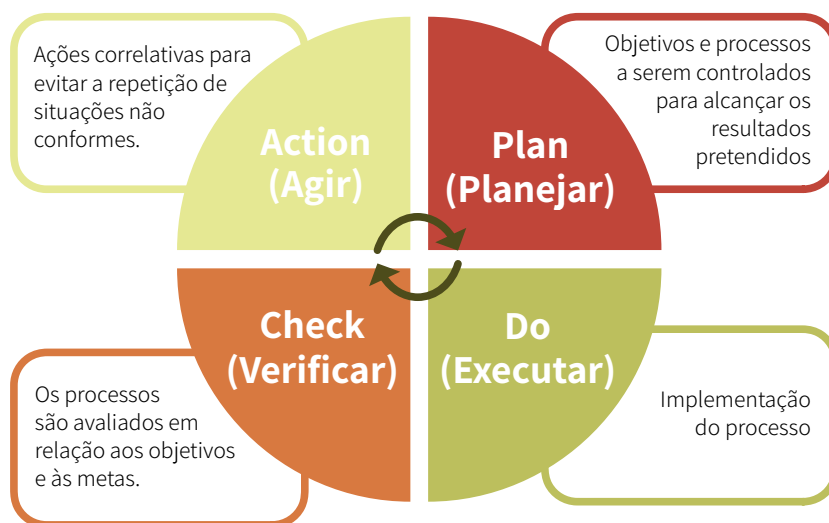 Ações correlativas para
evitar a repetição de
situações não
conformes.
Action
(Agir)
Plan
(Planejar)
Objetivos e processos
a serem controlados
para alcançar os
resultados
pretendidos
Os processos
são avaliados em
relação aos objetivos
e às metas.
Check
(Verificar)
Do
(Executar)
Implementação
do processo